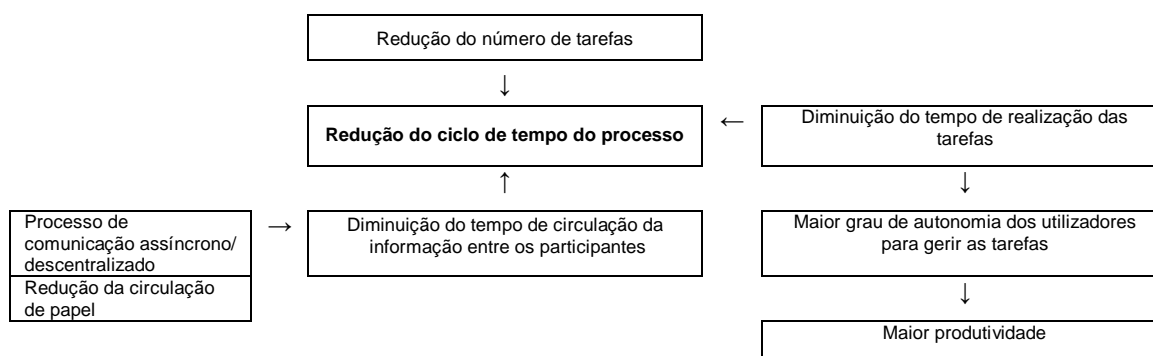 Redução do número de tarefas
↓
Redução do ciclo de tempo do processo
←
Diminuição do tempo de realização das
tarefas
↑
↓
Processo de
comunicação assíncrono/
descentralizado
Redução da circulação
de papel
→
Diminuição do tempo de circulação da
informação entre os participantes
Maior grau de autonomia dos utilizadores
para gerir as tarefas
↓
Maior produtividade